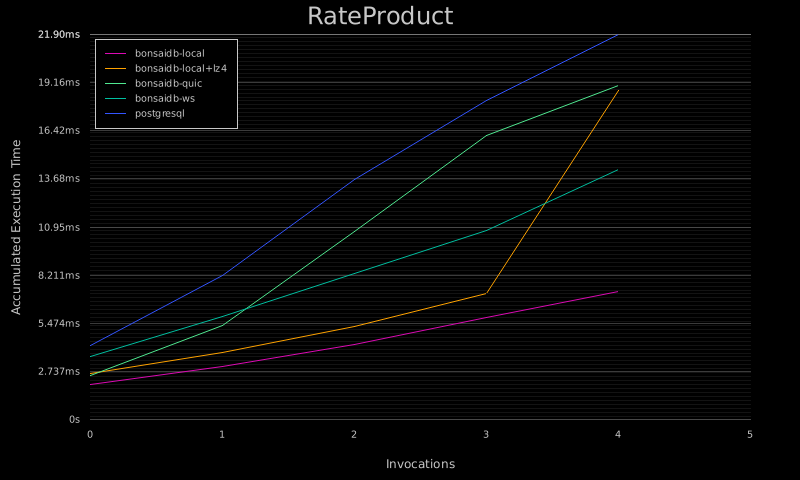 RateProduct
21.90ms
19.16ms
16.42ms
13.68ms
10.95ms
8.211ms
5.474ms
2.737ms
0s
Accumulated Execution Time
bonsaidb-local
bonsaidb-local+lz4
bonsaidb-quic
bonsaidb-ws
postgresql
0 1 2 3 4 5
Invocations